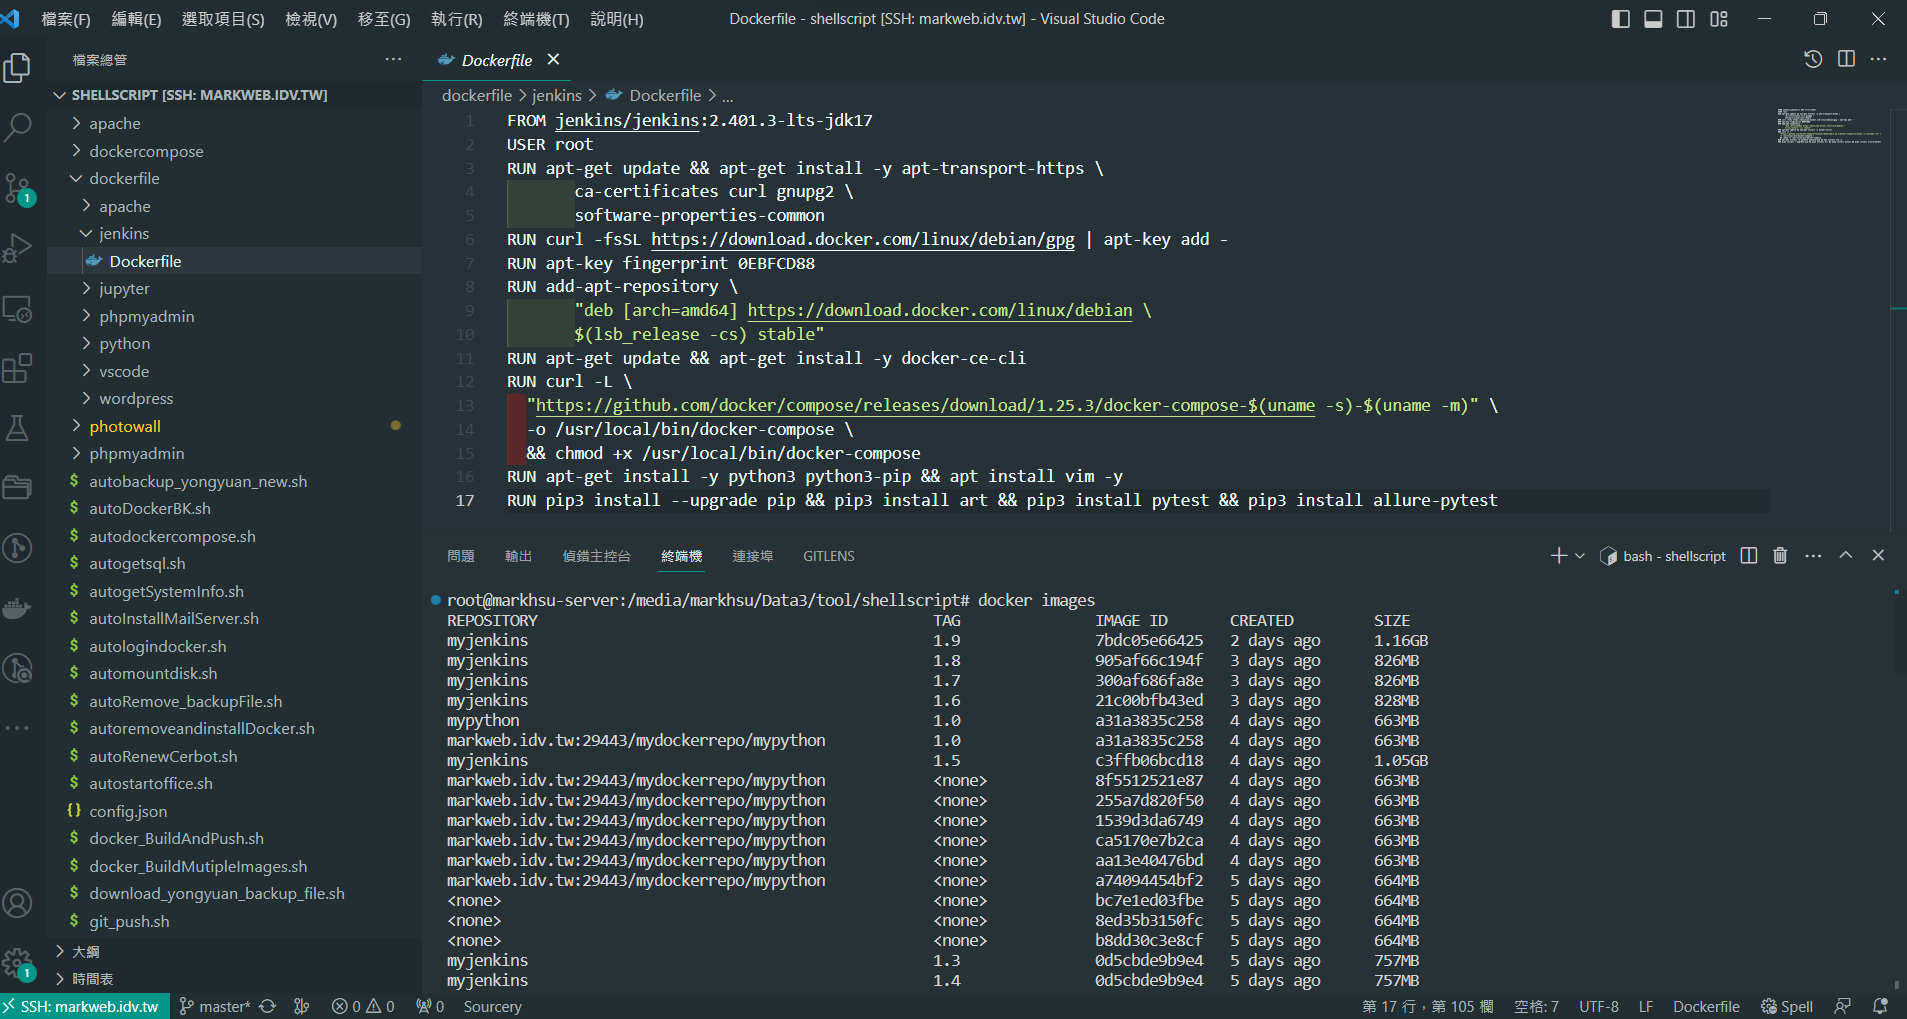 檔案(F) 編輯(E) 選取項目(S) 檢視(V) 移至(G) 執行(R) 終端機(T) 說明(H)
Dockerfile - shellscript [SSH: markweb.idv.tw] - Visual Studio Code
檔案總管
SHELLSCRIPT [SSH: MARKWEB.IDV.TW]
apache
dockercompose
dockerfile
apache
jenkins
Dockerfile
jupyter
phpmyadmin
python
vscode
wordpress
photowall
phpmyadmin
$ autobackup_yongyuan_new.sh
$ autoDockerBK.sh
$ autodockercompose.sh
$ autogetsql.sh
$ autogetSystemInfo.sh
$ autoInstallMailServer.sh
$ autologindocker.sh
$ automountdisk.sh
$ autoRemove_backupFile.sh
$ autoremoveandinstallDocker.sh
$ autoRenewCerbot.sh
$ autostartoffice.sh
{} config.json
$ docker_BuildAndPush.sh
$ docker_BuildMutipleImages.sh
$ download_yongyuan_backup_file.sh
$ git_push.sh
大綱
時間表
1
1
Dockerfile
dockerfile > jenkins > Dockerfile > ...
1 FROM jenkins/jenkins:2.401.3-lts-jdk17
2 USER root
3 RUN apt-get update && apt-get install -y apt-transport-https \
4 ca-certificates curl gnupg2 \
5 software-properties-common
6 RUN curl -fsSL https://download.docker.com/linux/debian/gpg | apt-key add -
7 RUN apt-key fingerprint 0EBFCD88
8 RUN add-apt-repository \
9 "deb [arch=amd64] https://download.docker.com/linux/debian \
10 $(lsb_release -cs) stable"
11 RUN apt-get update && apt-get install -y docker-ce-cli
12 RUN curl -L \
13 "https://github.com/docker/compose/releases/download/1.25.3/docker-compose-$(uname -s)-$(uname -m)" \
14 -o /usr/local/bin/docker-compose \
15 && chmod +x /usr/local/bin/docker-compose
16 RUN apt-get install -y python3 python3-pip && apt install vim -y
17 RUN pip3 install --upgrade pip && pip3 install art && pip3 install pytest && pip3 install allure-pytest
問題 輸出 偵錯主控台 終端機 連接埠 GITLENS
bash - shellscript
root@markhsu-server:/media/markhsu/Data3/tool/shellscript# docker images
REPOSITORY TAG IMAGE ID CREATED SIZE
myjenkins 1.9 7bdc05e66425 2 days ago 1.16GB
myjenkins 1.8 905af66c194f 3 days ago 826MB
myjenkins 1.7 300af686fa8e 3 days ago 826MB
myjenkins 1.6 21c00bfb43ed 3 days ago 828MB
mypython 1.0 a31a3835c258 4 days ago 663MB
markweb.idv.tw:29443/mydockerrepo/mypython 1.0 a31a3835c258 4 days ago 663MB
myjenkins 1.5 c3ffb06bcd18 4 days ago 1.05GB
markweb.idv.tw:29443/mydockerrepo/mypython <none> 8f5512521e87 4 days ago 663MB
markweb.idv.tw:29443/mydockerrepo/mypython <none> 255a7d820f50 4 days ago 663MB
markweb.idv.tw:29443/mydockerrepo/mypython <none> 1539d3da6749 4 days ago 663MB
markweb.idv.tw:29443/mydockerrepo/mypython <none> ca5170e7b2ca 4 days ago 663MB
markweb.idv.tw:29443/mydockerrepo/mypython <none> aa13e40476bd 4 days ago 663MB
markweb.idv.tw:29443/mydockerrepo/mypython <none> a74094454bf2 5 days ago 664MB
<none> <none> bc7e1ed03fbe 5 days ago 664MB
<none> <none> 8ed35b3150fc 5 days ago 664MB
<none> <none> b8dd30c3e8cf 5 days ago 664MB
myjenkins 1.3 0d5cbde9b9e4 5 days ago 757MB
myjenkins 1.4 0d5cbde9b9e4 5 days ago 757MB
SSH: markweb.idv.tw master* 0 0 0 Sourcery 第 17 行，第 105 欄 空格: 7 UTF-8 LF Dockerfile Spell